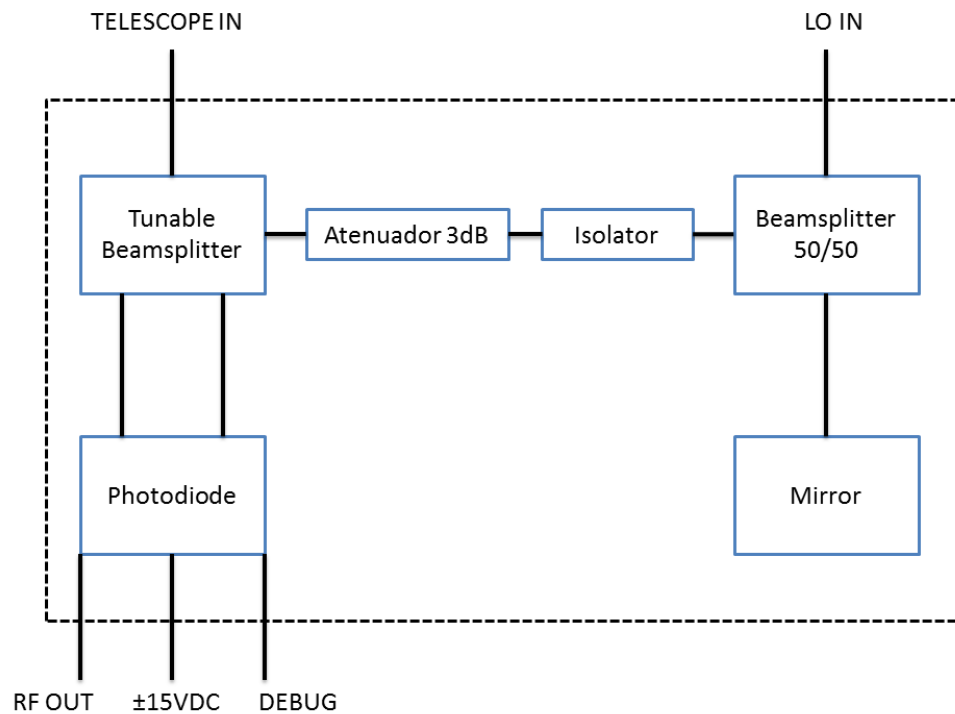 TELESCOPE IN
LO IN
Tunable
Beamsplitter
Atenuador 3dB
Isolator
Beamsplitter
50/50
Photodiode
Mirror
RF OUT
±15VDC
DEBUG